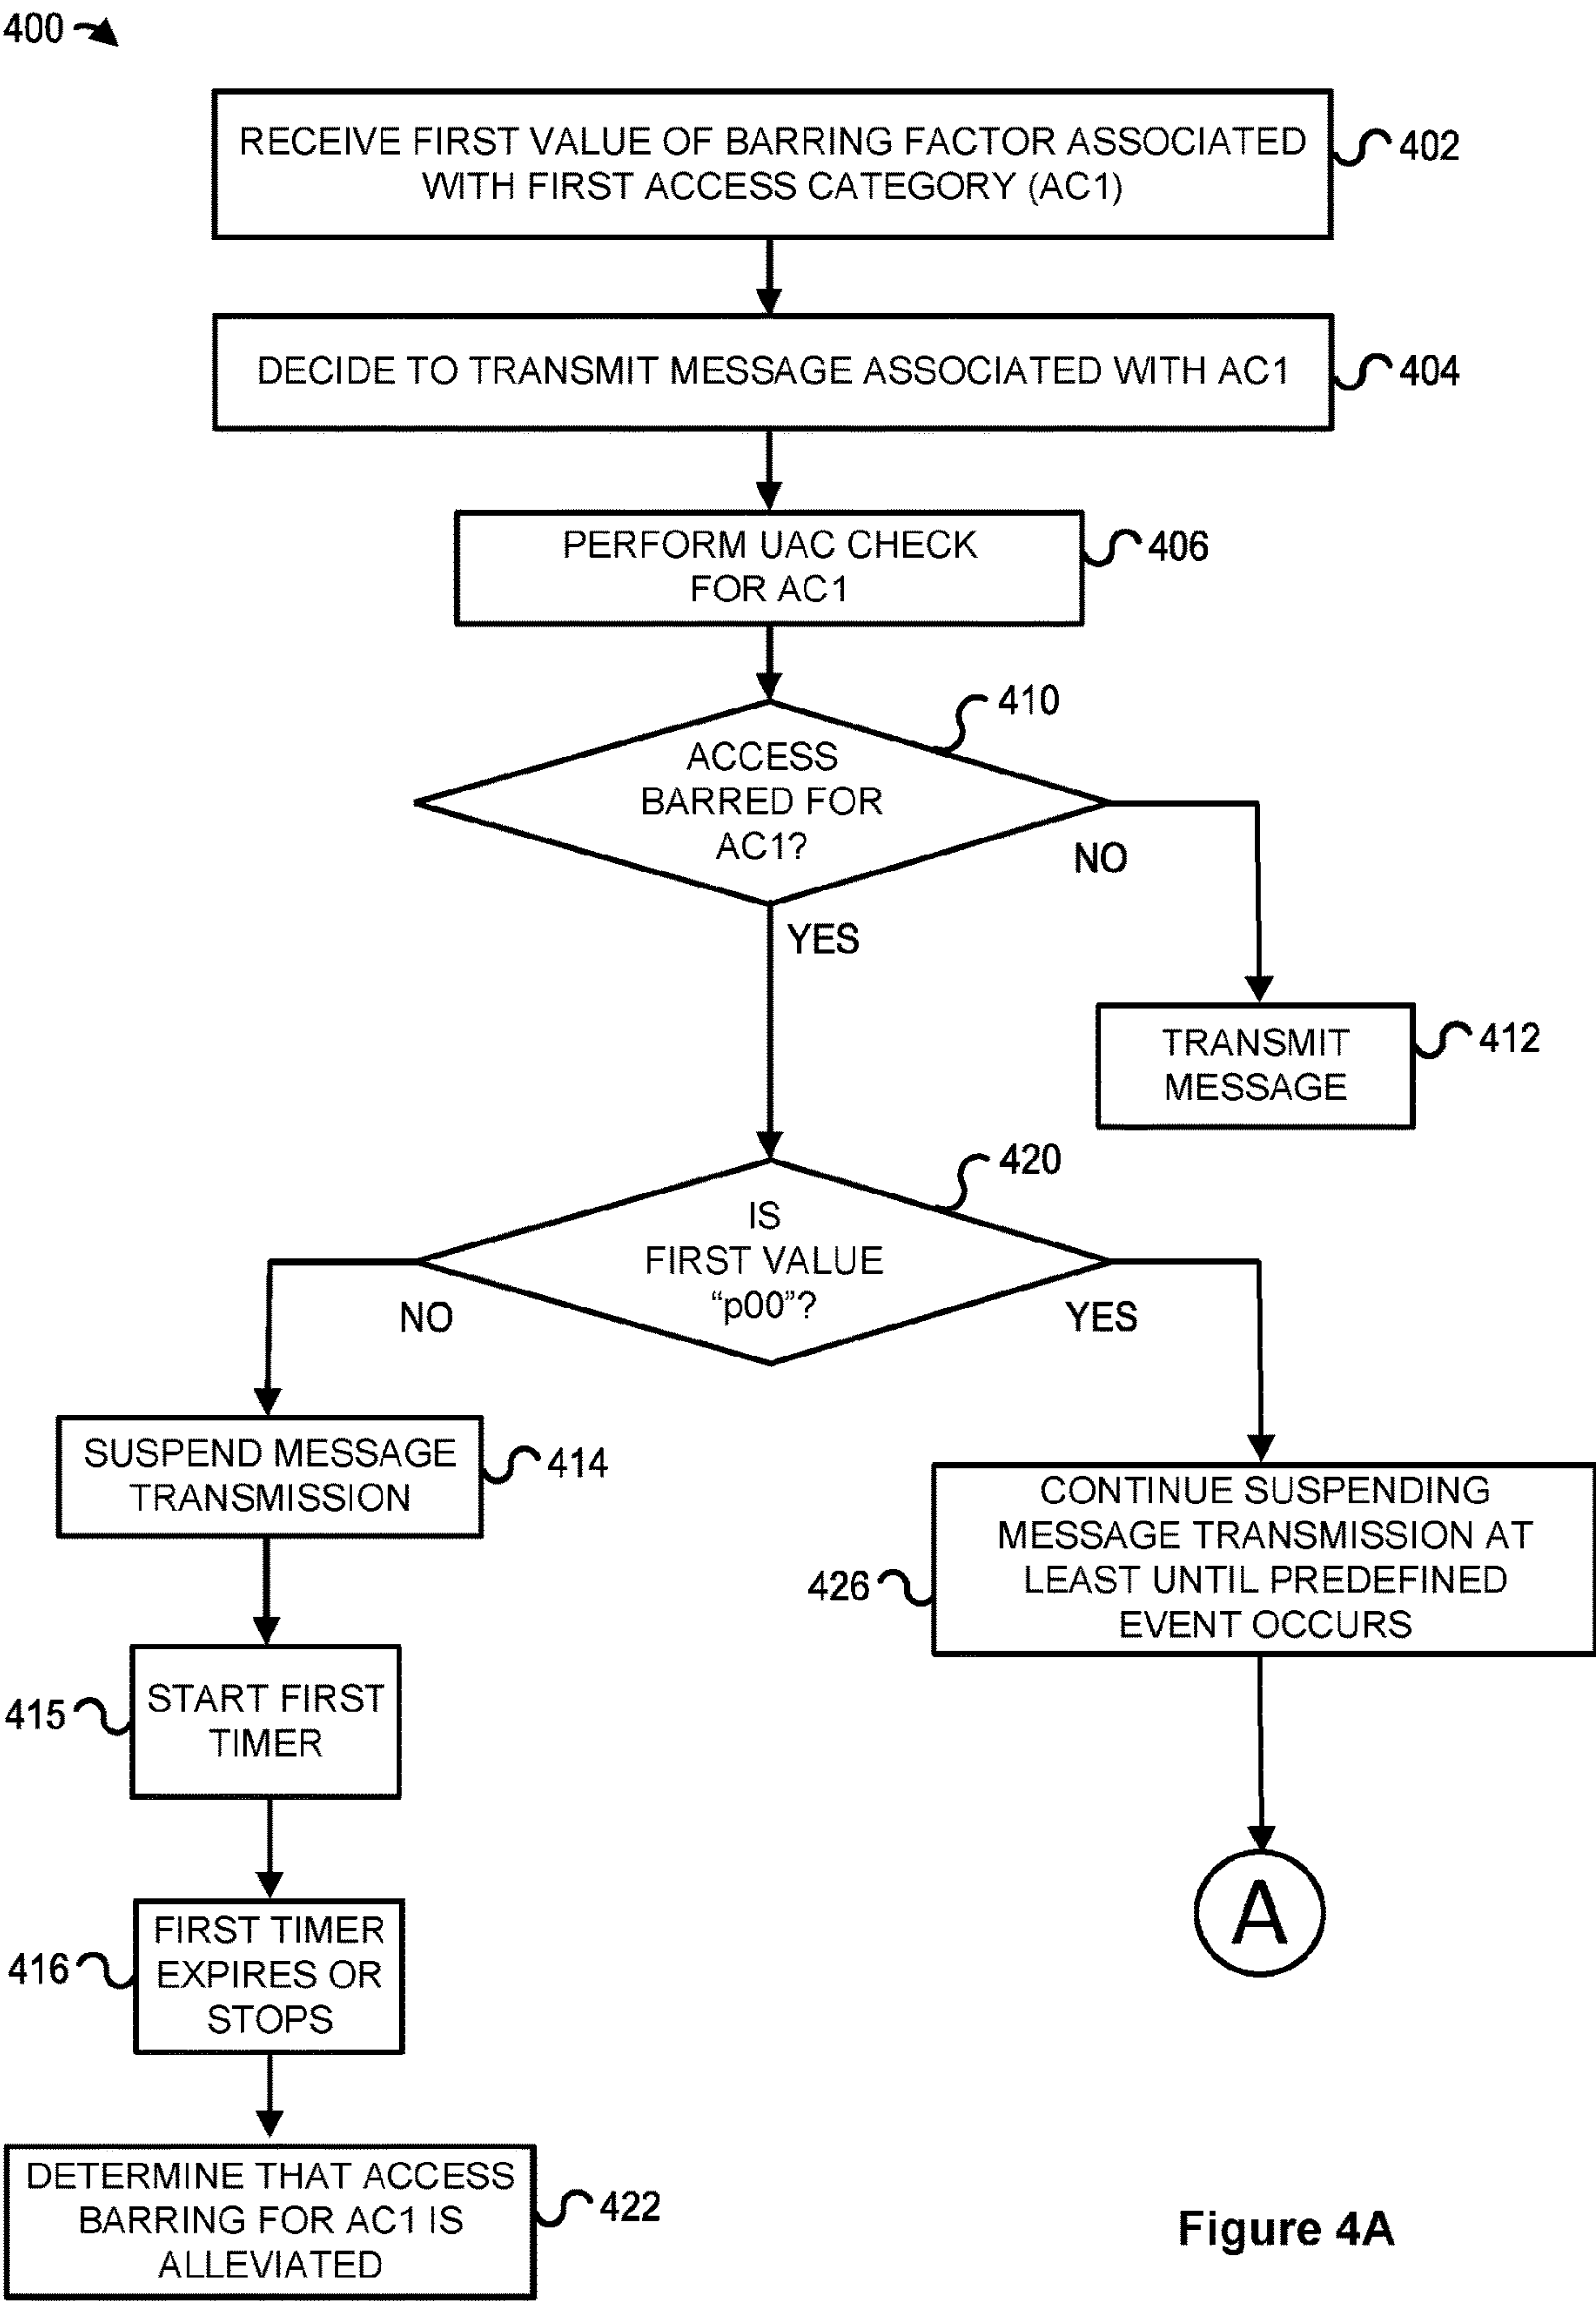 400
RECEIVE FIRST VALUE OF BARRING FACTOR ASSOCIATED
WITH FIRST ACCESS CATEGORY (AC1)
402
DECIDE TO TRANSMIT MESSAGE ASSOCIATED WITH AC1
404
PERFORM UAC CHECK
FOR AC1
406
410
ACCESS
BARRED FOR
AC1?
NO
YES
TRANSMIT
MESSAGE
412
420
IS
FIRST VALUE
“p00”?
NO
YES
SUSPEND MESSAGE
TRANSMISSION
414
CONTINUE SUSPENDING
MESSAGE TRANSMISSION AT
LEAST UNTIL PREDEFINED
EVENT OCCURS
426
START FIRST
TIMER
415
A
FIRST TIMER
EXPIRES OR
STOPS
416
DETERMINE THAT ACCESS
BARRING FOR AC1 IS
ALLEVIATED
422
Figure 4A